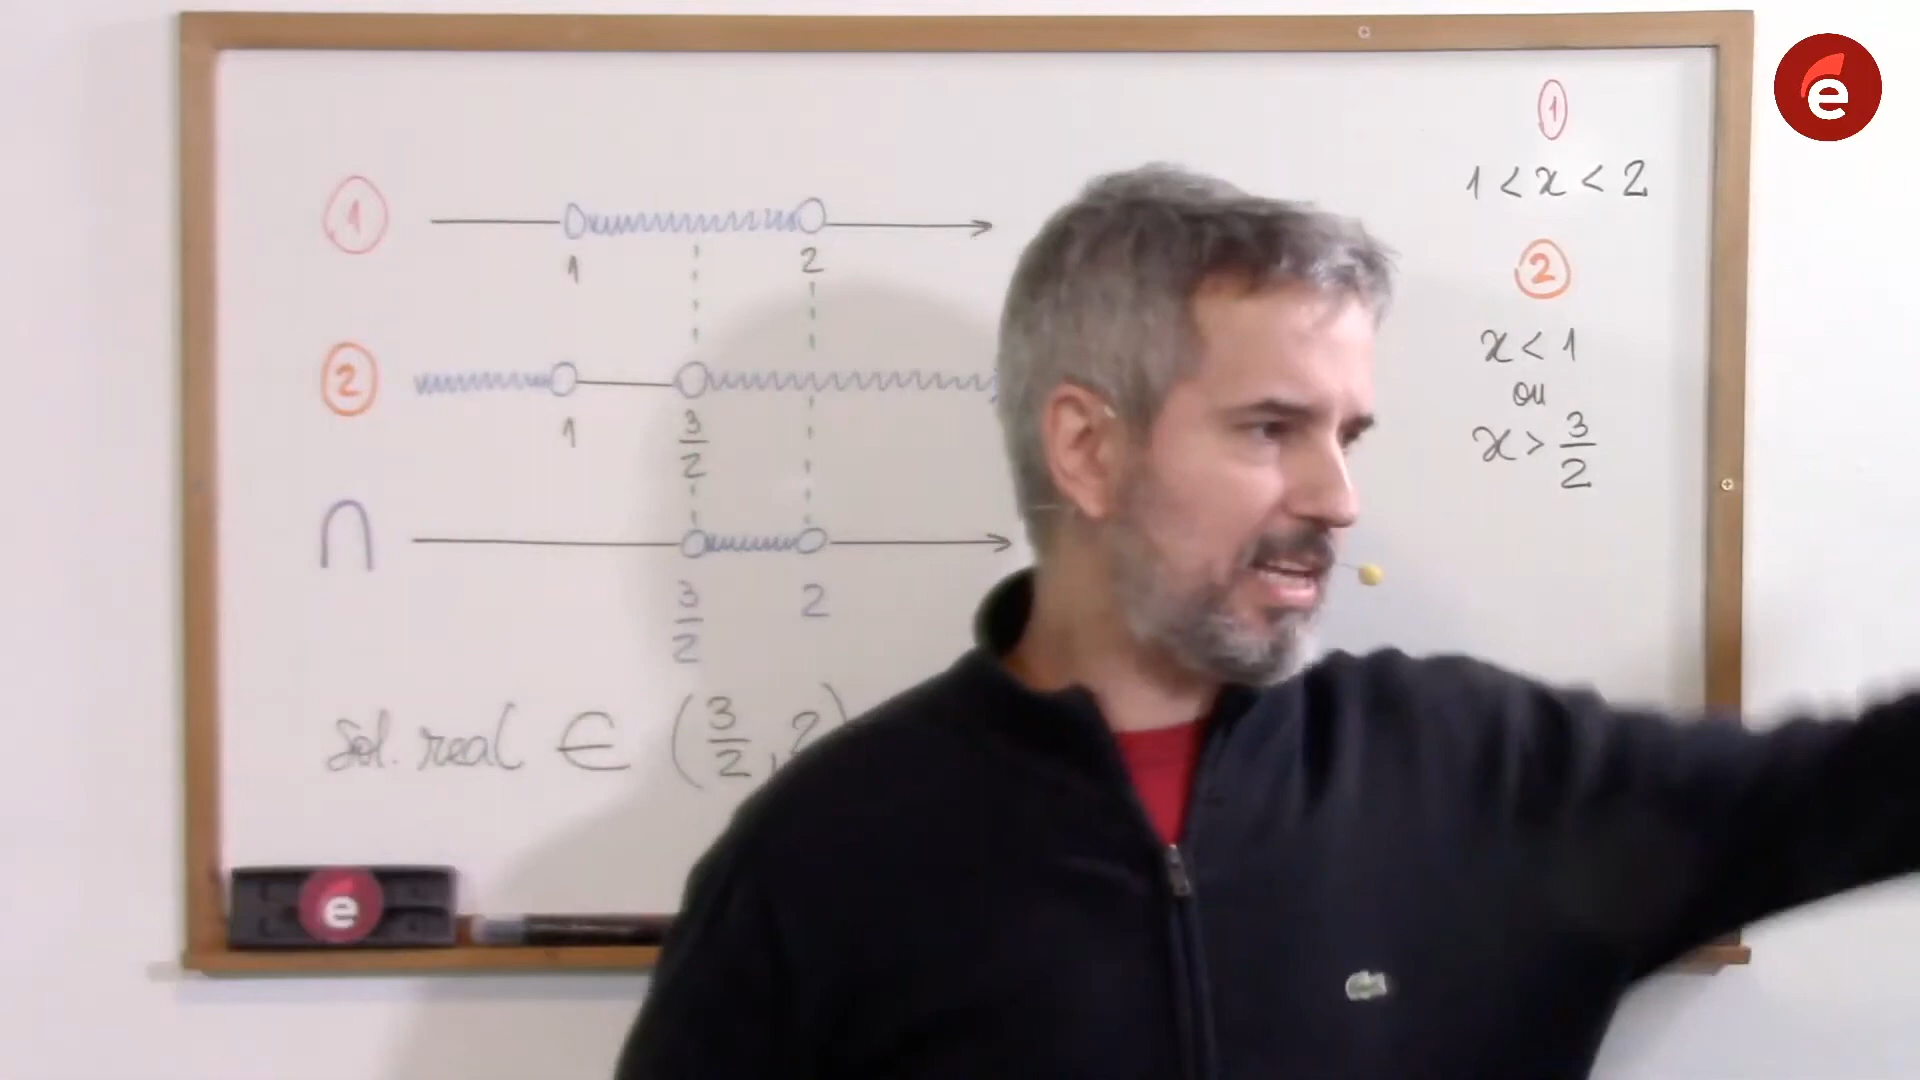 ①
1 < x < 2
②
x < 1
ou
x > 3/2
①
1 2
②
1 3/2
∩
3/2 2
Sol. real ∈ (3/2, 2)
e
e